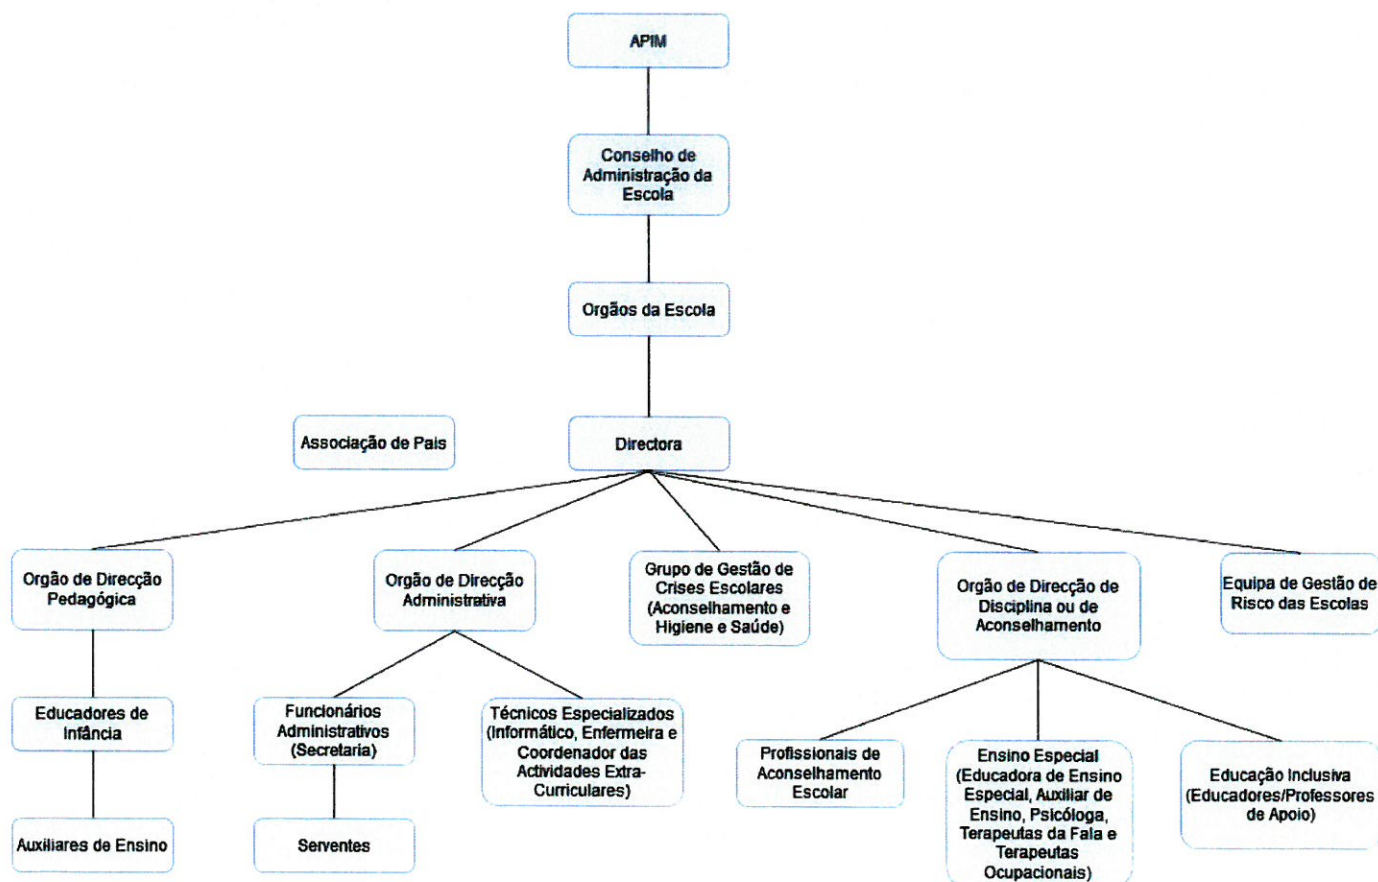 APIM
Conselho de
Administração da
Escola
Orgãos da Escola
Associação de Pais
Directora
Orgão de Direcção
Pedagógica
Orgão de Direcção
Administrativa
Grupo de Gestão de
Crises Escolares
(Aconselhamento e
Higiene e Saúde)
Orgão de Direcção de
Disciplina ou de
Aconselhamento
Equipa de Gestão de
Risco das Escolas
Educadores de
Infância
Funcionários
Administrativos
(Secretaria)
Técnicos Especializados
(Informático, Enfermeira e
Coordenador das
Actividades Extra-
Curriculares)
Profissionais de
Aconselhamento
Escolar
Ensino Especial
(Educadora de Ensino
Especial, Auxiliar de
Ensino, Psicóloga,
Terapeutas da Fala e
Terapeutas
Ocupacionais)
Educação Inclusiva
(Educadores/Professores
de Apoio)
Auxiliares de Ensino
Serventes